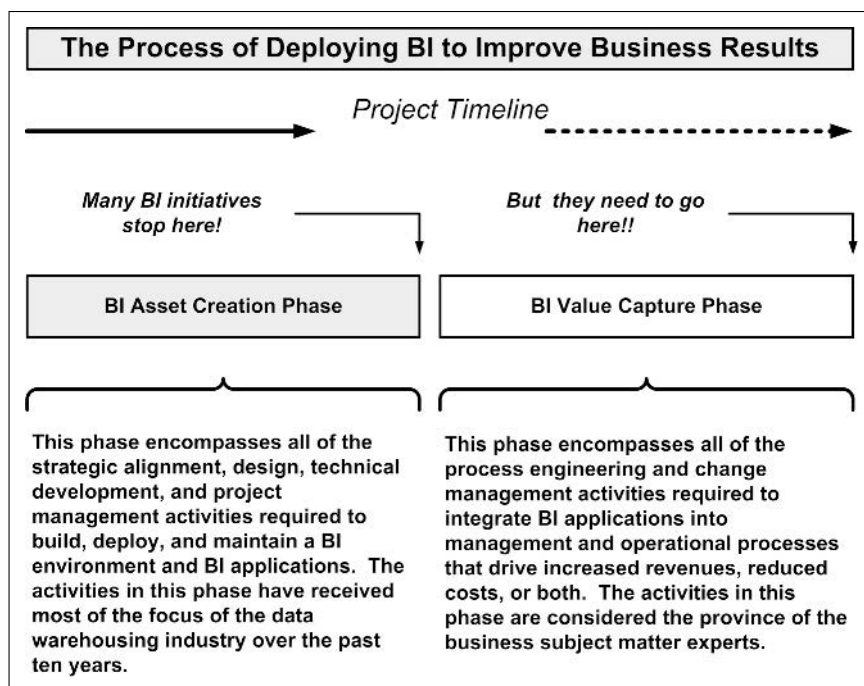 The Process of Deploying BI to Improve Business Results
Project Timeline
Many BI initiatives
stop here!
But they need to go
here!!
BI Asset Creation Phase
BI Value Capture Phase
This phase encompasses all of the
strategic alignment, design, technical
development, and project
management activities required to
build, deploy, and maintain a BI
environment and BI applications. The
activities in this phase have received
most of the focus of the data
warehousing industry over the past
ten years.
This phase encompasses all of the
process engineering and change
management activities required to
integrate BI applications into
management and operational processes
that drive increased revenues, reduced
costs, or both. The activities in this
phase are considered the province of the
business subject matter experts.